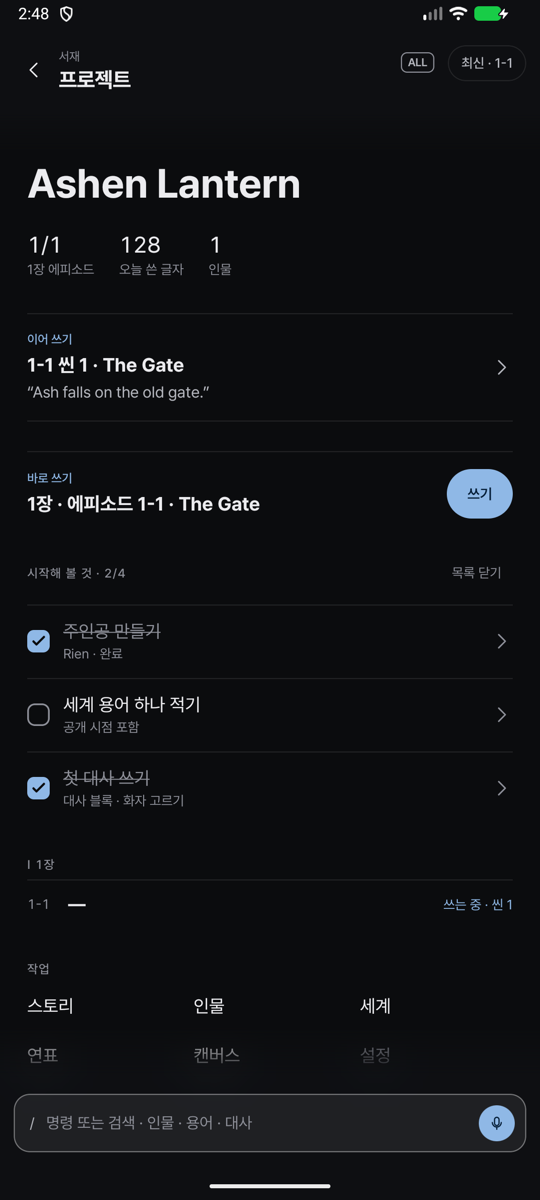 2:48
서재
프로젝트
ALL
최신 · 1-1
Ashen Lantern
1/1
128
1
1장 에피소드
오늘 쓴 글자
인물
이어 쓰기
1-1 씬 1 · The Gate
“Ash falls on the old gate.”
바로 쓰기
1장 · 에피소드 1-1 · The Gate
쓰기
시작해 볼 것 · 2/4
목록 닫기
주인공 만들기
Rien · 완료
세계 용어 하나 적기
공개 시점 포함
첫 대사 쓰기
대사 블록 · 화자 고르기
I 1장
1-1
쓰는 중 · 씬 1
작업
스토리
인물
세계
연표
캔버스
설정
/ 명령 또는 검색 · 인물 · 용어 · 대사